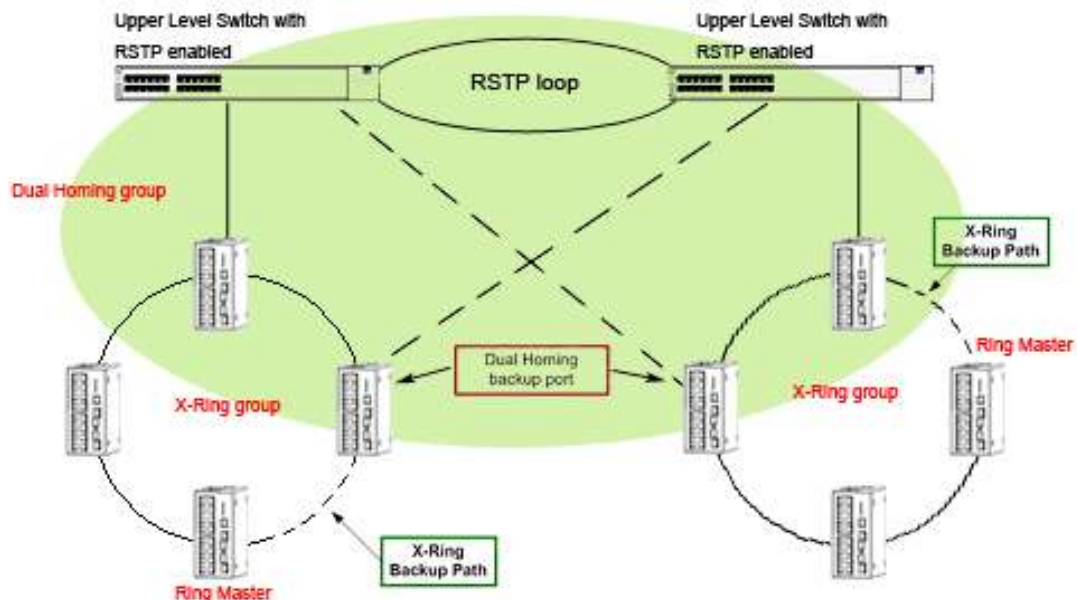 Upper Level Switch with
RSTP enabled
Upper Level Switch with
RSTP enabled
RSTP loop
Dual Homing group
X-Ring
Backup Path
Ring Master
Dual Homing
backup port
X-Ring group
X-Ring group
X-Ring
Backup Path
Ring Master